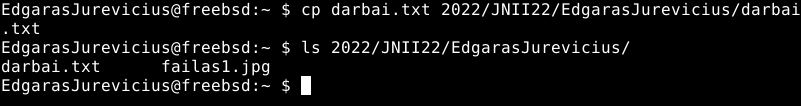 EdgarasJurevicius@freebsd:~ $ cp darbai.txt 2022/JNII22/EdgarasJurevicius/darbai
.txt
EdgarasJurevicius@freebsd:~ $ ls 2022/JNII22/EdgarasJurevicius/
darbai.txt      failas1.jpg
EdgarasJurevicius@freebsd:~ $